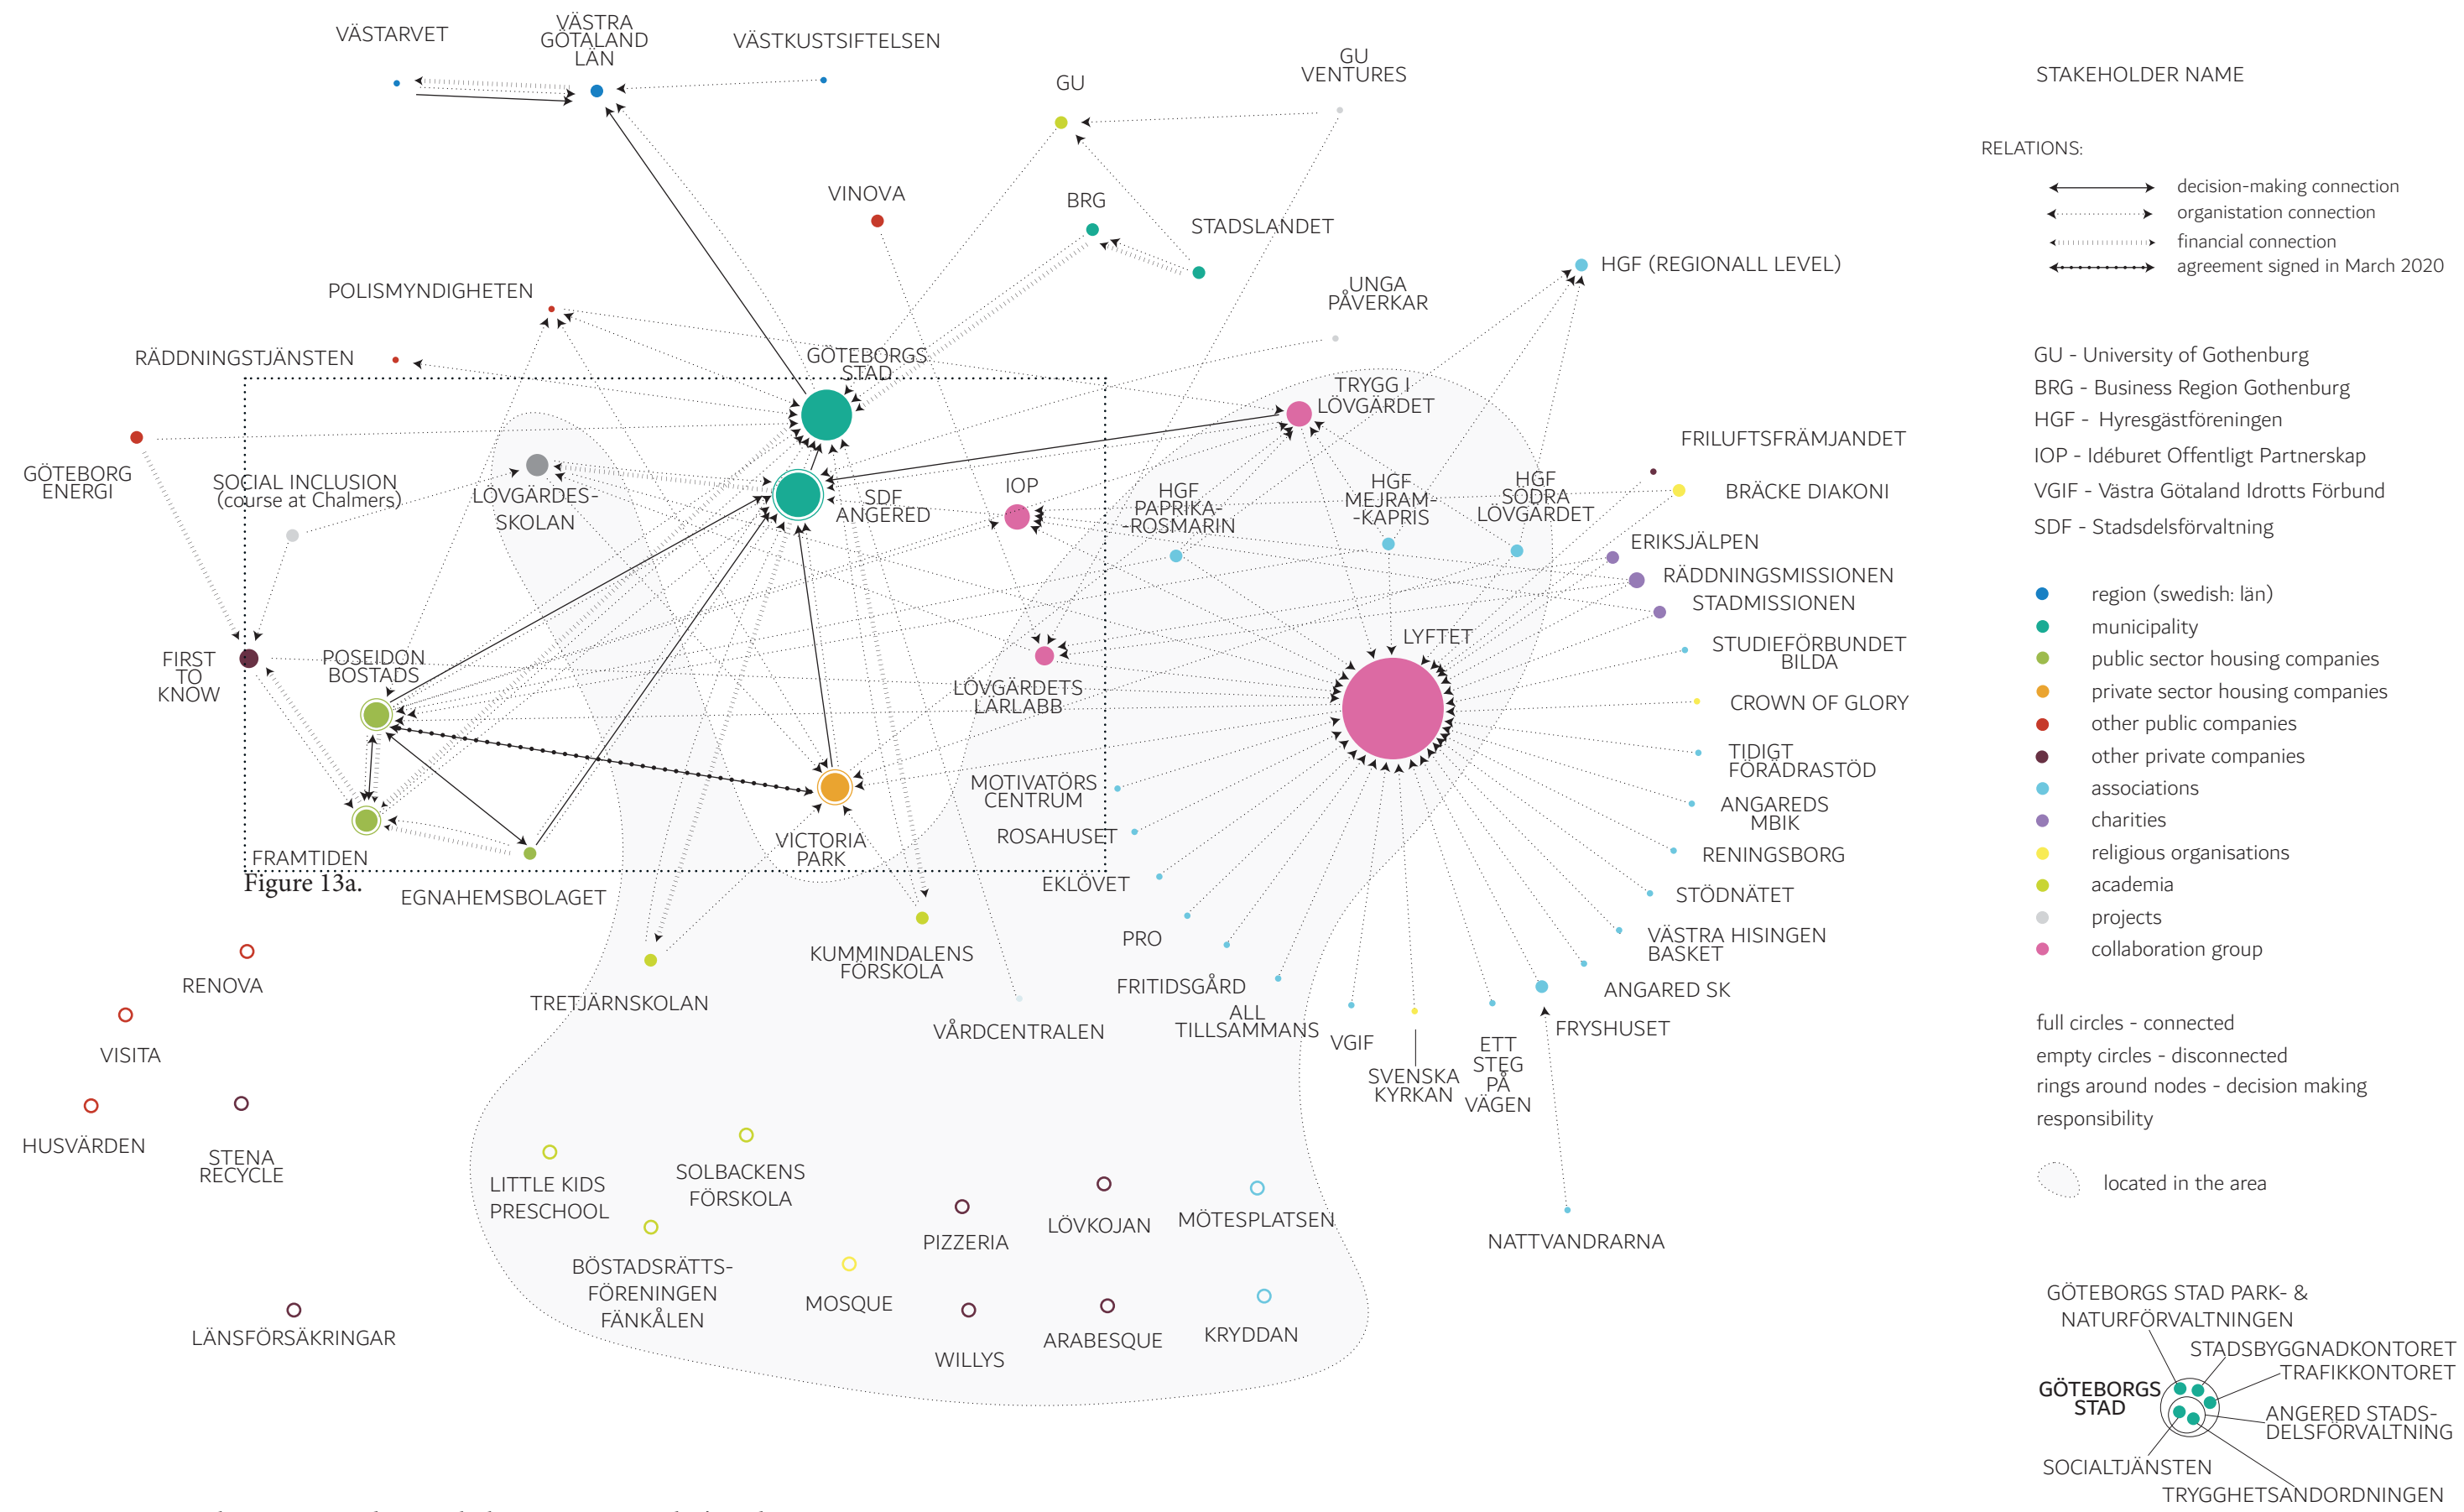 VÄSTARVET
VÄSTRA
GÖTALAND
LÄN
VÄSTKUSTSIFTELSEN
GU
GU
VENTURES
VINOVA
BRG
STADSLANDET
HGF (REGIONALL LEVEL)
UNGA
PÅVERKAR
POLISMYNDIGHETEN
RÄDDNINGSTJÄNSTEN
GÖTEBORGS
STAD
TRYGG I
LÖVGÄRDET
GÖTEBORG
ENERGI
SOCIAL INCLUSION
(course at Chalmers)
LÖVGÄRDES-
SKOLAN
SDF
ANGERED
IOP
HGF
PAPRIKA-
-ROSMARIN
HGF
MEJRAM-
-KAPRIS
HGF
SÖDRA
LÖVGÄRDET
FRILUFTSFRÄMJANDET
BRÄCKE DIAKONI
ERIKSJÄLPEN
RÄDDNINGSMISSIONEN
STADMISSIONEN
LYFTET
STUDIEFÖRBUNDET
BILDA
FIRST
TO
KNOW
POSEIDON
BOSTADS
LÖVGÄRDETS
LÄRLABB
CROWN OF GLORY
TIDIGT
FÖRÄDRASTÖD
MOTIVATÖRS
CENTRUM
ANGAREDS
MBIK
ROSAHUSET
VICTORIA
PARK
FRAMTIDEN
Figure 13a.
RENINGSBORG
EKLÖVET
EGNAHEMSBOLAGET
STÖDNÄTET
PRO
VÄSTRA HISINGEN
BASKET
KUMMINDALENS
FÖRSKOLA
RENOVA
FRITIDSGÅRD
ANGARED SK
TRETJÄRNSKOLAN
ALL
TILLSAMMANS
VÅRDCENTRALEN
FRYSHUSET
VGIF
ETT
STEG
PÅ
VÄGEN
VISITA
SVENSKA
KYRKAN
HUSVÄRDEN
STENA
RECYCLE
LITTLE KIDS
PRESCHOOL
SOLBACKENS
FÖRSKOLA
PIZZERIA
LÖVKOJAN
MÖTESPLATSEN
NATTVANDRARNA
BÖSTADSRÄTTS-
FÖRENINGEN
FÄNKÅLEN
MOSQUE
LÄNSFÖRSÄKRINGAR
WILLYS
ARABESQUE
KRYDDAN
STAKEHOLDER NAME
RELATIONS:
decision-making connection
organistation connection
financial connection
agreement signed in March 2020
GU - University of Gothenburg
BRG - Business Region Gothenburg
HGF - Hyresgästföreningen
IOP - Idéburet Offentligt Partnerskap
VGIF - Västra Götaland Idrotts Förbund
SDF - Stadsdelsförvaltning
region (swedish: län)
municipality
public sector housing companies
private sector housing companies
other public companies
other private companies
associations
charities
religious organisations
academia
projects
collaboration group
full circles - connected
empty circles - disconnected
rings around nodes - decision making
responsibility
located in the area
GÖTEBORGS STAD PARK- &
NATURFÖRVALTNINGEN
STADSBYGGNADKONTORET
TRAFIKKONTORET
GÖTEBORGS
STAD
ANGERED STADS-
DELSFÖRVALTNING
SOCIALTJÄNSTEN
TRYGGHETSANDORDNINGEN